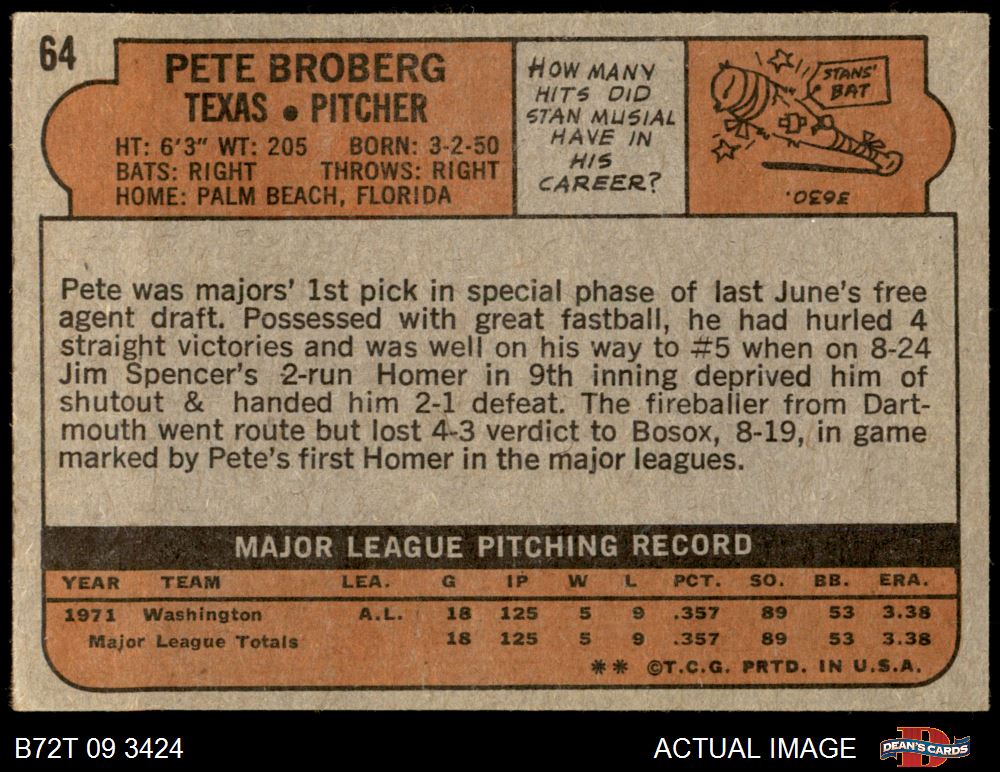 64
PETE BROBERG
TEXAS • PITCHER
HT: 6'3" WT: 205 BORN: 3-2-50
BATS: RIGHT THROWS: RIGHT
HOME: PALM BEACH, FLORIDA
HOW MANY
HITS DID
STAN MUSIAL
HAVE IN
HIS
CAREER?
STANS'
BAT
3630.
Pete was majors' 1st pick in special phase of last June's free
agent draft. Possessed with great fastball, he had hurled 4
straight victories and was well on his way to #5 when on 8-24
Jim Spencer's 2-run Homer in 9th inning deprived him of
shutout & handed him 2-1 defeat. The fireballer from Dart-
mouth went route but lost 4-3 verdict to Bosox, 8-19, in game
marked by Pete's first Homer in the major leagues.
MAJOR LEAGUE PITCHING RECORD
YEAR TEAM LEA. G IP W L PCT. SO. BB. ERA.
1971 Washington A.L. 18 125 5 9 .357 89 53 3.38
Major League Totals 18 125 5 9 .357 89 53 3.38
** ©T.C.G. PRTD. IN U.S.A.
B72T 09 3424 ACTUAL IMAGE DEAN'S CARDS